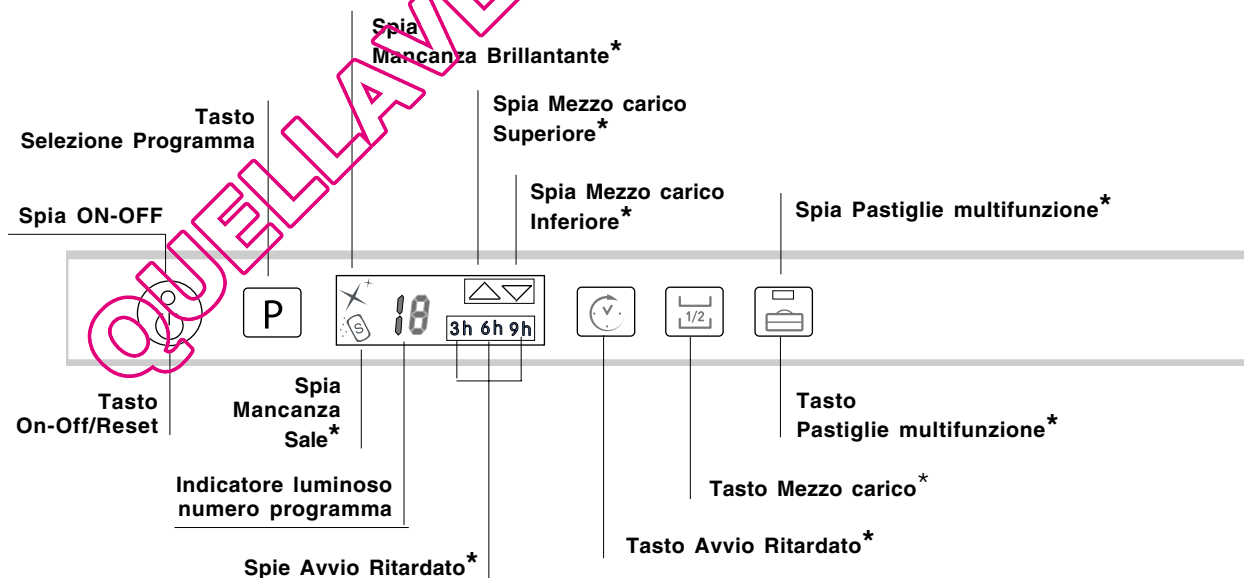 Spia
Mancanza Brillantante*
Spia Mezzo carico
Superiore*
Tasto
Selezione Programma
Spia Mezzo carico
Inferiore*
Spia Pastiglie multifunzione*
Spia ON-OFF
P
S
18
3h 6h 9h
1/2
Tasto
On-Off/Reset
Spia
Mancanza
Sale*
Tasto
Pastiglie multifunzione*
Indicatore luminoso
numero programma
Tasto Mezzo carico*
Tasto Avvio Ritardato*
Spie Avvio Ritardato*
QUELLAVE